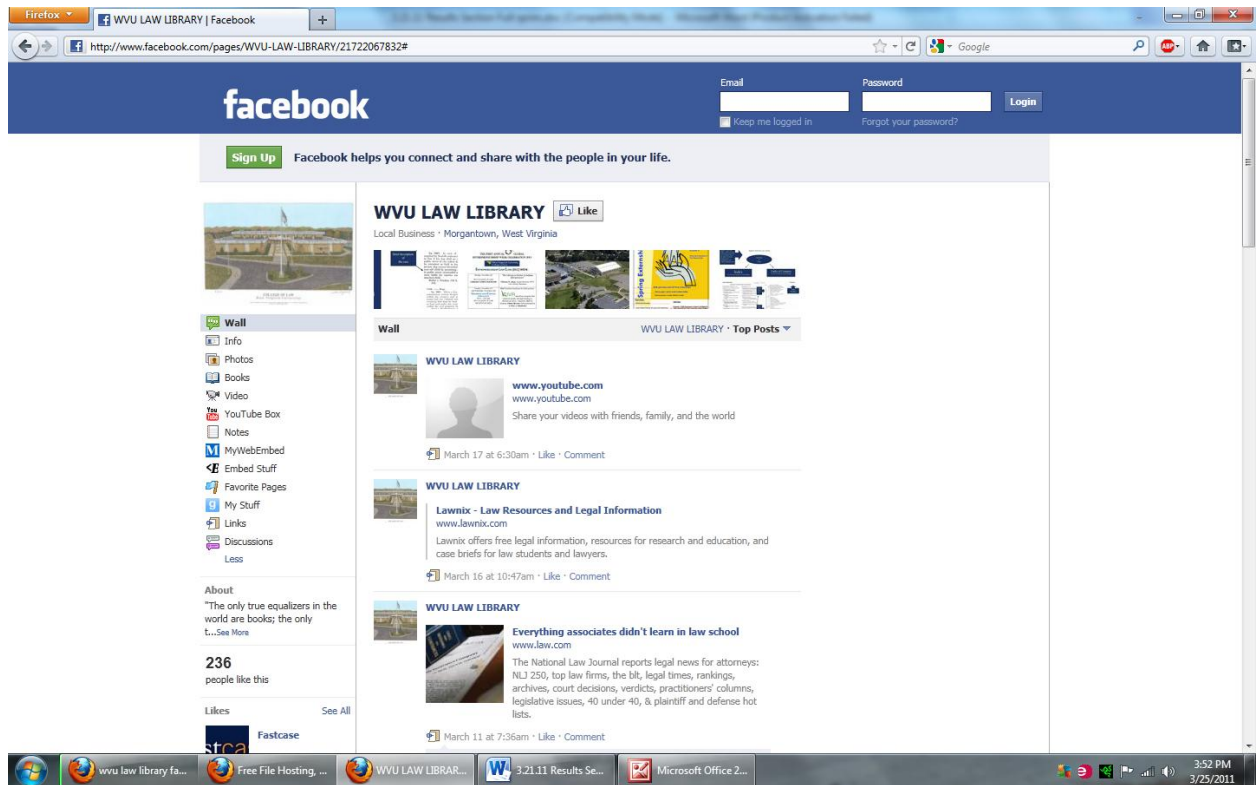 Firefox
WVU LAW LIBRARY | Facebook
http://www.facebook.com/pages/WVU-LAW-LIBRARY/21722067832#
Google
ABP
facebook
Email
Password
Login
Keep me logged in
Forgot your password?
Sign Up
Facebook helps you connect and share with the people in your life.
WVU LAW LIBRARY
Like
Local Business · Morgantown, West Virginia
Spring Extended
Wall
Info
Photos
Books
Video
YouTube Box
Notes
MyWebEmbed
Embed Stuff
Favorite Pages
My Stuff
Links
Discussions
Less
About
"The only true equalizers in the
world are books; the only
t...See More
236
people like this
Likes
See All
Fastcase
Wall
WVU LAW LIBRARY · Top Posts
WVU LAW LIBRARY
www.youtube.com
www.youtube.com
Share your videos with friends, family, and the world
March 17 at 6:30am · Like · Comment
WVU LAW LIBRARY
Lawnix - Law Resources and Legal Information
www.lawnix.com
Lawnix offers free legal information, resources for research and education, and
case briefs for law students and lawyers.
March 16 at 10:47am · Like · Comment
WVU LAW LIBRARY
Everything associates didn't learn in law school
www.law.com
The National Law Journal reports legal news for attorneys:
NLJ 250, top law firms, the blt, legal times, rankings,
archives, court decisions, verdicts, practitioners' columns,
legislative issues, 40 under 40, & plaintiff and defense hot
lists.
March 11 at 7:36am · Like · Comment
wvu law library fa...
Free File Hosting, ...
WVU LAW LIBRAR...
3.21.11 Results Se...
Microsoft Office 2...
3:52 PM
3/25/2011